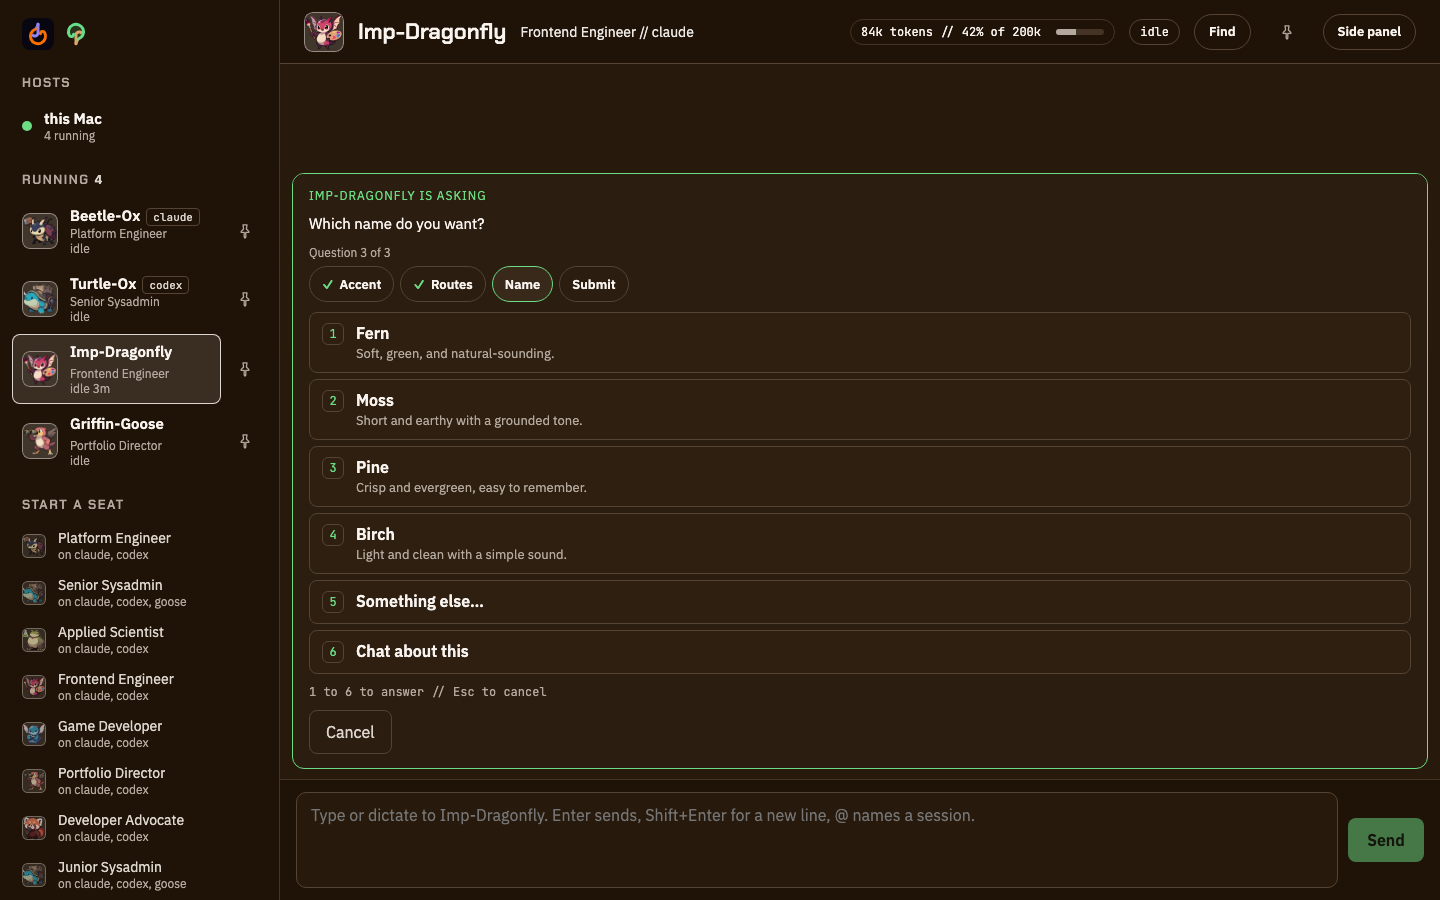 HOSTS
this Mac
4 running
RUNNING 4
Beetle-Ox claude
Platform Engineer
idle
Turtle-Ox codex
Senior Sysadmin
idle
Imp-Dragonfly
Frontend Engineer
idle 3m
Griffin-Goose
Portfolio Director
idle
START A SEAT
Platform Engineer
on claude, codex
Senior Sysadmin
on claude, codex, goose
Applied Scientist
on claude, codex
Frontend Engineer
on claude, codex
Game Developer
on claude, codex
Portfolio Director
on claude, codex
Developer Advocate
on claude, codex
Junior Sysadmin
on claude, codex, goose
Imp-Dragonfly Frontend Engineer // claude 84k tokens // 42% of 200k idle Find Side panel
IMP-DRAGONFLY IS ASKING
Which name do you want?
Question 3 of 3
✓ Accent ✓ Routes Name Submit
1 Fern
Soft, green, and natural-sounding.
2 Moss
Short and earthy with a grounded tone.
3 Pine
Crisp and evergreen, easy to remember.
4 Birch
Light and clean with a simple sound.
5 Something else...
6 Chat about this
1 to 6 to answer // Esc to cancel
Cancel
Type or dictate to Imp-Dragonfly. Enter sends, Shift+Enter for a new line, @ names a session.
Send